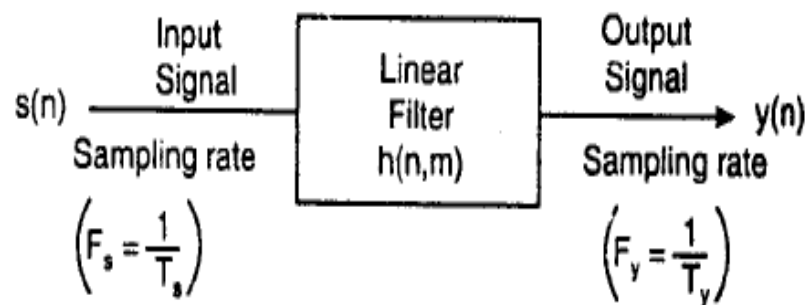 Input
Signal
s(n)
Sampling rate
(F_s = 1/T_s)
Linear
Filter
h(n,m)
Output
Signal
y(n)
Sampling rate
(F_y = 1/T_y)